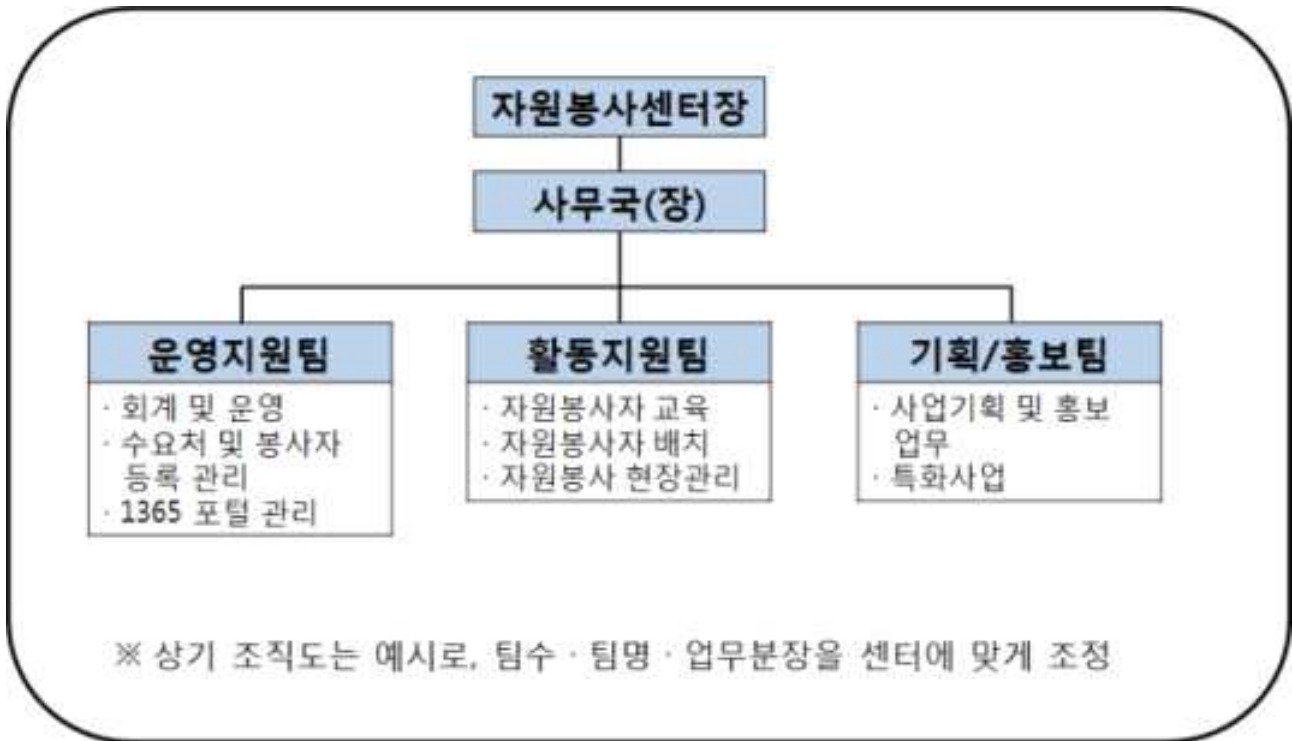 자원봉사센터장
사무국(장)
운영지원팀
· 회계 및 운영
· 수요처 및 봉사자
등록 관리
· 1365 포털 관리
활동지원팀
· 자원봉사자 교육
· 자원봉사자 배치
· 자원봉사 현장관리
기획/홍보팀
· 사업기획 및 홍보
업무
· 특화사업
※ 상기 조직도는 예시로, 팀수 · 팀명 · 업무분장을 센터에 맞게 조정